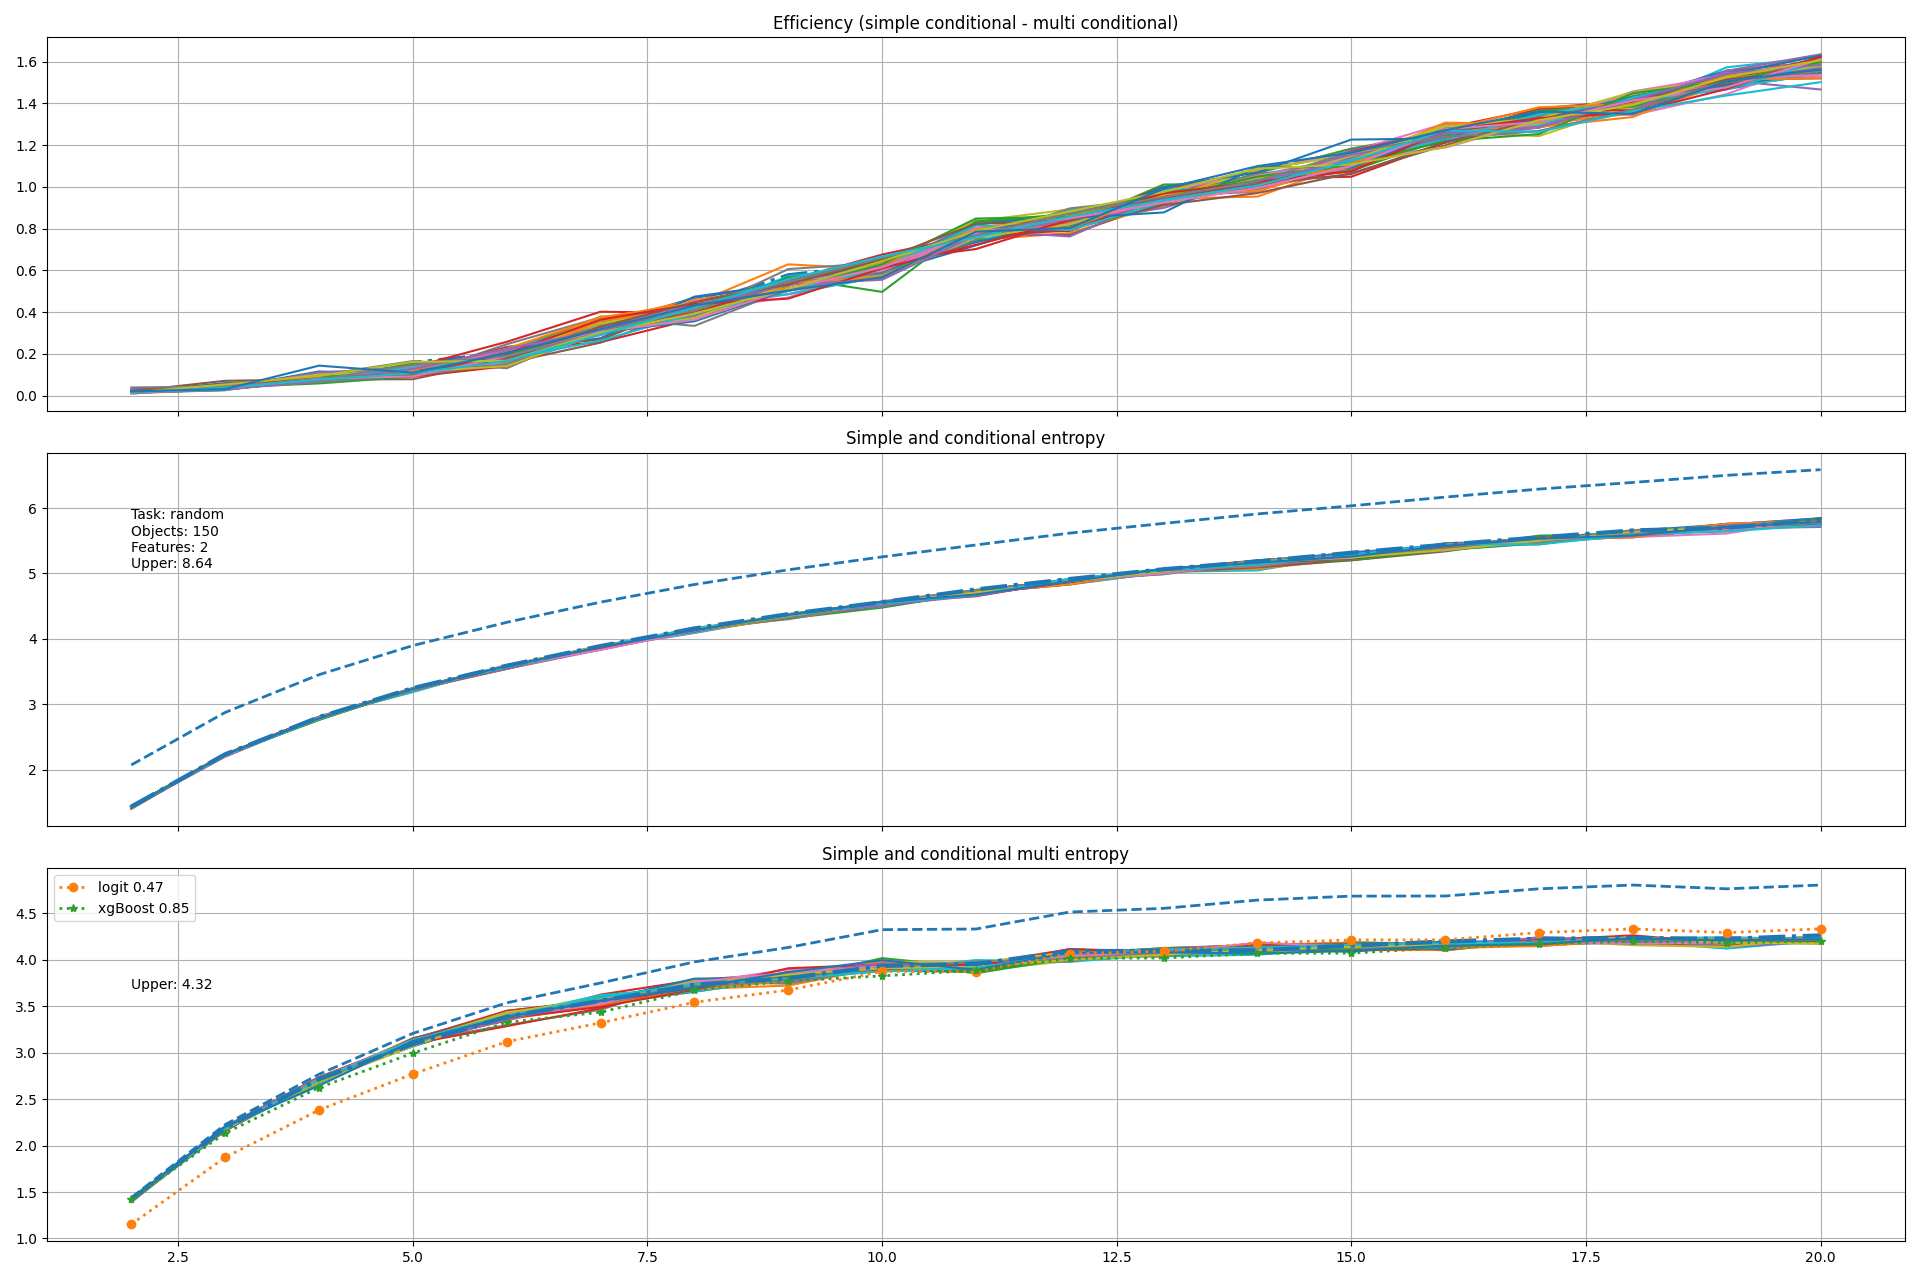 Efficiency (simple conditional - multi conditional)
1.6
1.4
1.2
1.0
0.8
0.6
0.4
0.2
0.0
Simple and conditional entropy
6
5
4
3
2
Task: random
Objects: 150
Features: 2
Upper: 8.64
Simple and conditional multi entropy
logit 0.47
xgBoost 0.85
4.5
4.0
3.5
3.0
2.5
2.0
1.5
1.0
Upper: 4.32
2.5 5.0 7.5 10.0 12.5 15.0 17.5 20.0